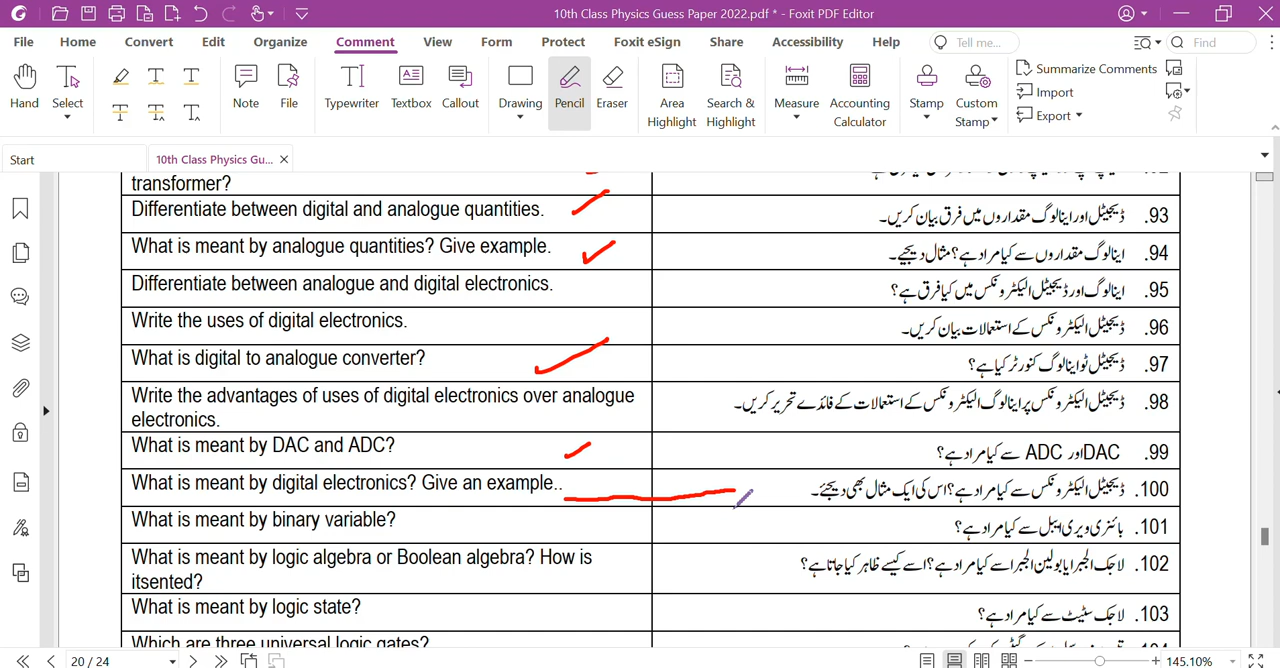 10th Class Physics Guess Paper 2022.pdf * - Foxit PDF Editor
File Home Convert Edit Organize Comment View Form Protect Foxit eSign Share Accessibility Help Tell me... Find
Hand Select Note File Typewriter Textbox Callout Drawing Pencil Eraser Area Highlight Search & Highlight Measure Accounting Calculator Stamp Custom Stamp Summarize Comments
Import
Export
Start 10th Class Physics Gu...
transformer?
Differentiate between digital and analogue quantities. 93. ڈیجیٹل اور اینالوگ مقداروں میں فرق بیان کریں۔
What is meant by analogue quantities? Give example. 94. اینالوگ مقداروں سے کیا مراد ہے؟ مثال دیجیے۔
Differentiate between analogue and digital electronics. 95. اینالوگ اور ڈیجیٹل الیکٹرونکس میں کیا فرق ہے؟
Write the uses of digital electronics. 96. ڈیجیٹل الیکٹرونکس کے استعمالات بیان کریں۔
What is digital to analogue converter? 97. ڈیجیٹل ٹو اینالوگ کنورٹر کیا ہے؟
Write the advantages of uses of digital electronics over analogue 98. ڈیجیٹل الیکٹرونکس پر اینالوگ الیکٹرونکس کے استعمالات کے فائدے تحریر کریں۔
electronics.
What is meant by DAC and ADC? 99. DAC اور ADC سے کیا مراد ہے؟
What is meant by digital electronics? Give an example.. 100. ڈیجیٹل الیکٹرونکس سے کیا مراد ہے؟ اس کی ایک مثال بھی دیجئے۔
What is meant by binary variable? 101. بائنری ویری ایبل سے کیا مراد ہے؟
What is meant by logic algebra or Boolean algebra? How is 102. لاجک الجبرا یا بولین الجبرا سے کیا مراد ہے؟ اسے کیسے ظاہر کیا جاتا ہے؟
itsented?
What is meant by logic state? 103. لاجک سٹیٹ سے کیا مراد ہے؟
Which are three universal logic gates?
20 / 24 145.10%